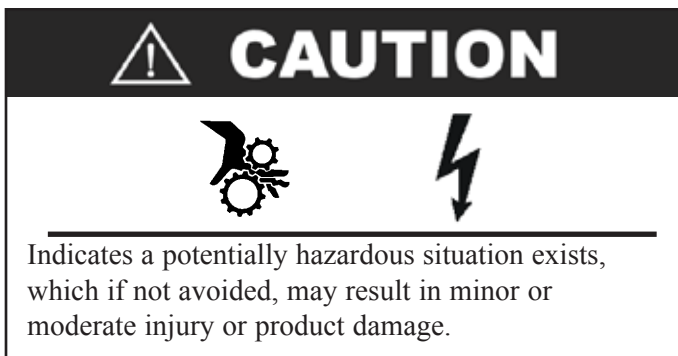 CAUTION
Indicates a potentially hazardous situation exists,
which if not avoided, may result in minor or
moderate injury or product damage.